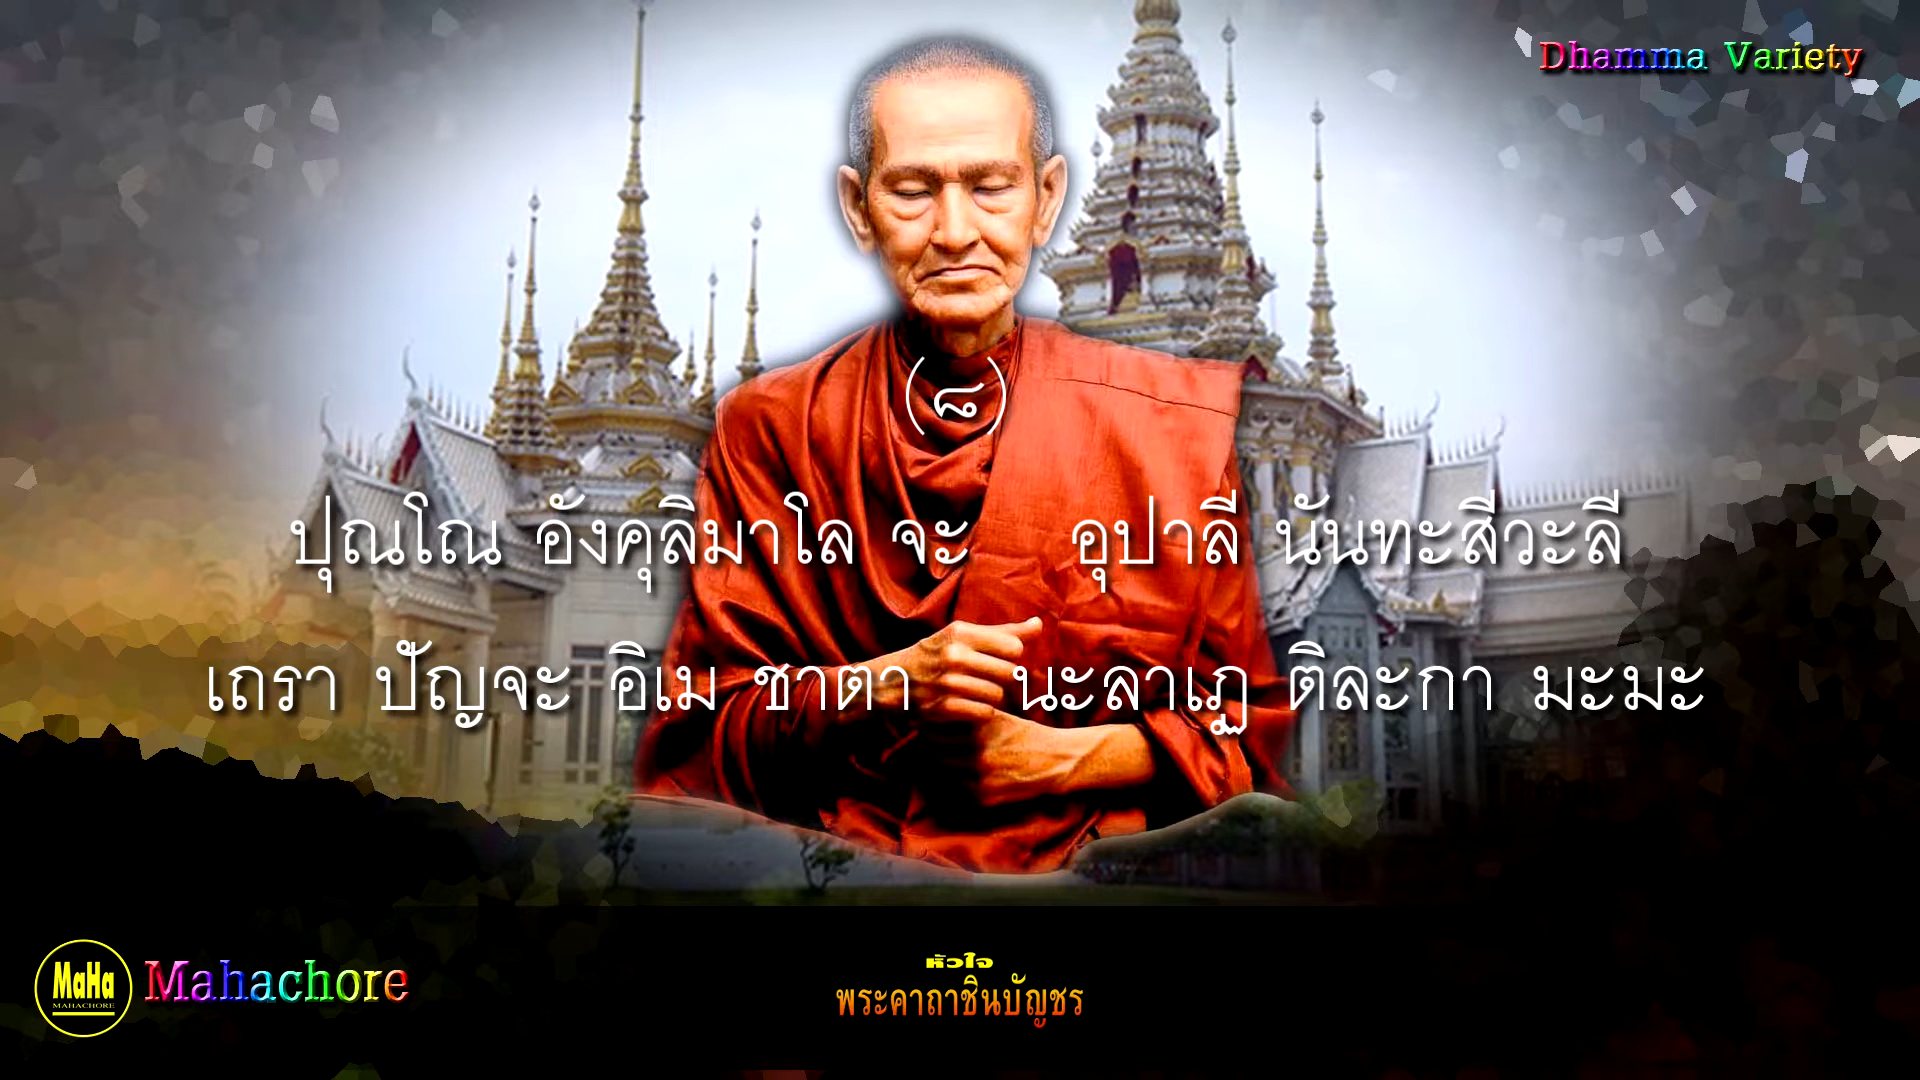 Dhamma Variety
(๘)
ปุณโณ อังคุลิมาโล จะ อุปาลี นันทะสีวะลี
เถรา ปัญจะ อิเม ชาตา นะลาเฏ ติละกา มะมะ
MaHa
MAHACHORE
Mahachore
หัวใจ
พระคาถาชินบัญชร